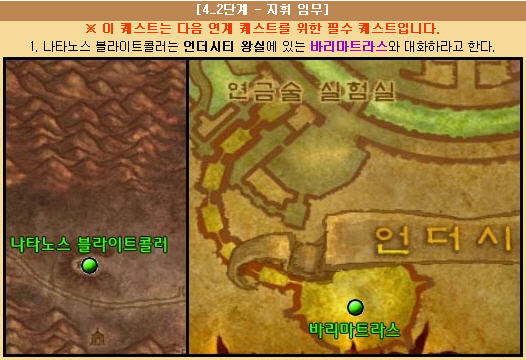 [4_2단계 - 지휘 임무]
※ 이 퀘스트는 다음 연계 퀘스트를 위한 필수 퀘스트입니다.
1. 나타노스 블라이트콜러는 언더시티 왕실에 있는 바리마트라스와 대화하라고 한다.
연금술 실험실
나타노스 블라이트콜러
언더시
바리마트라스